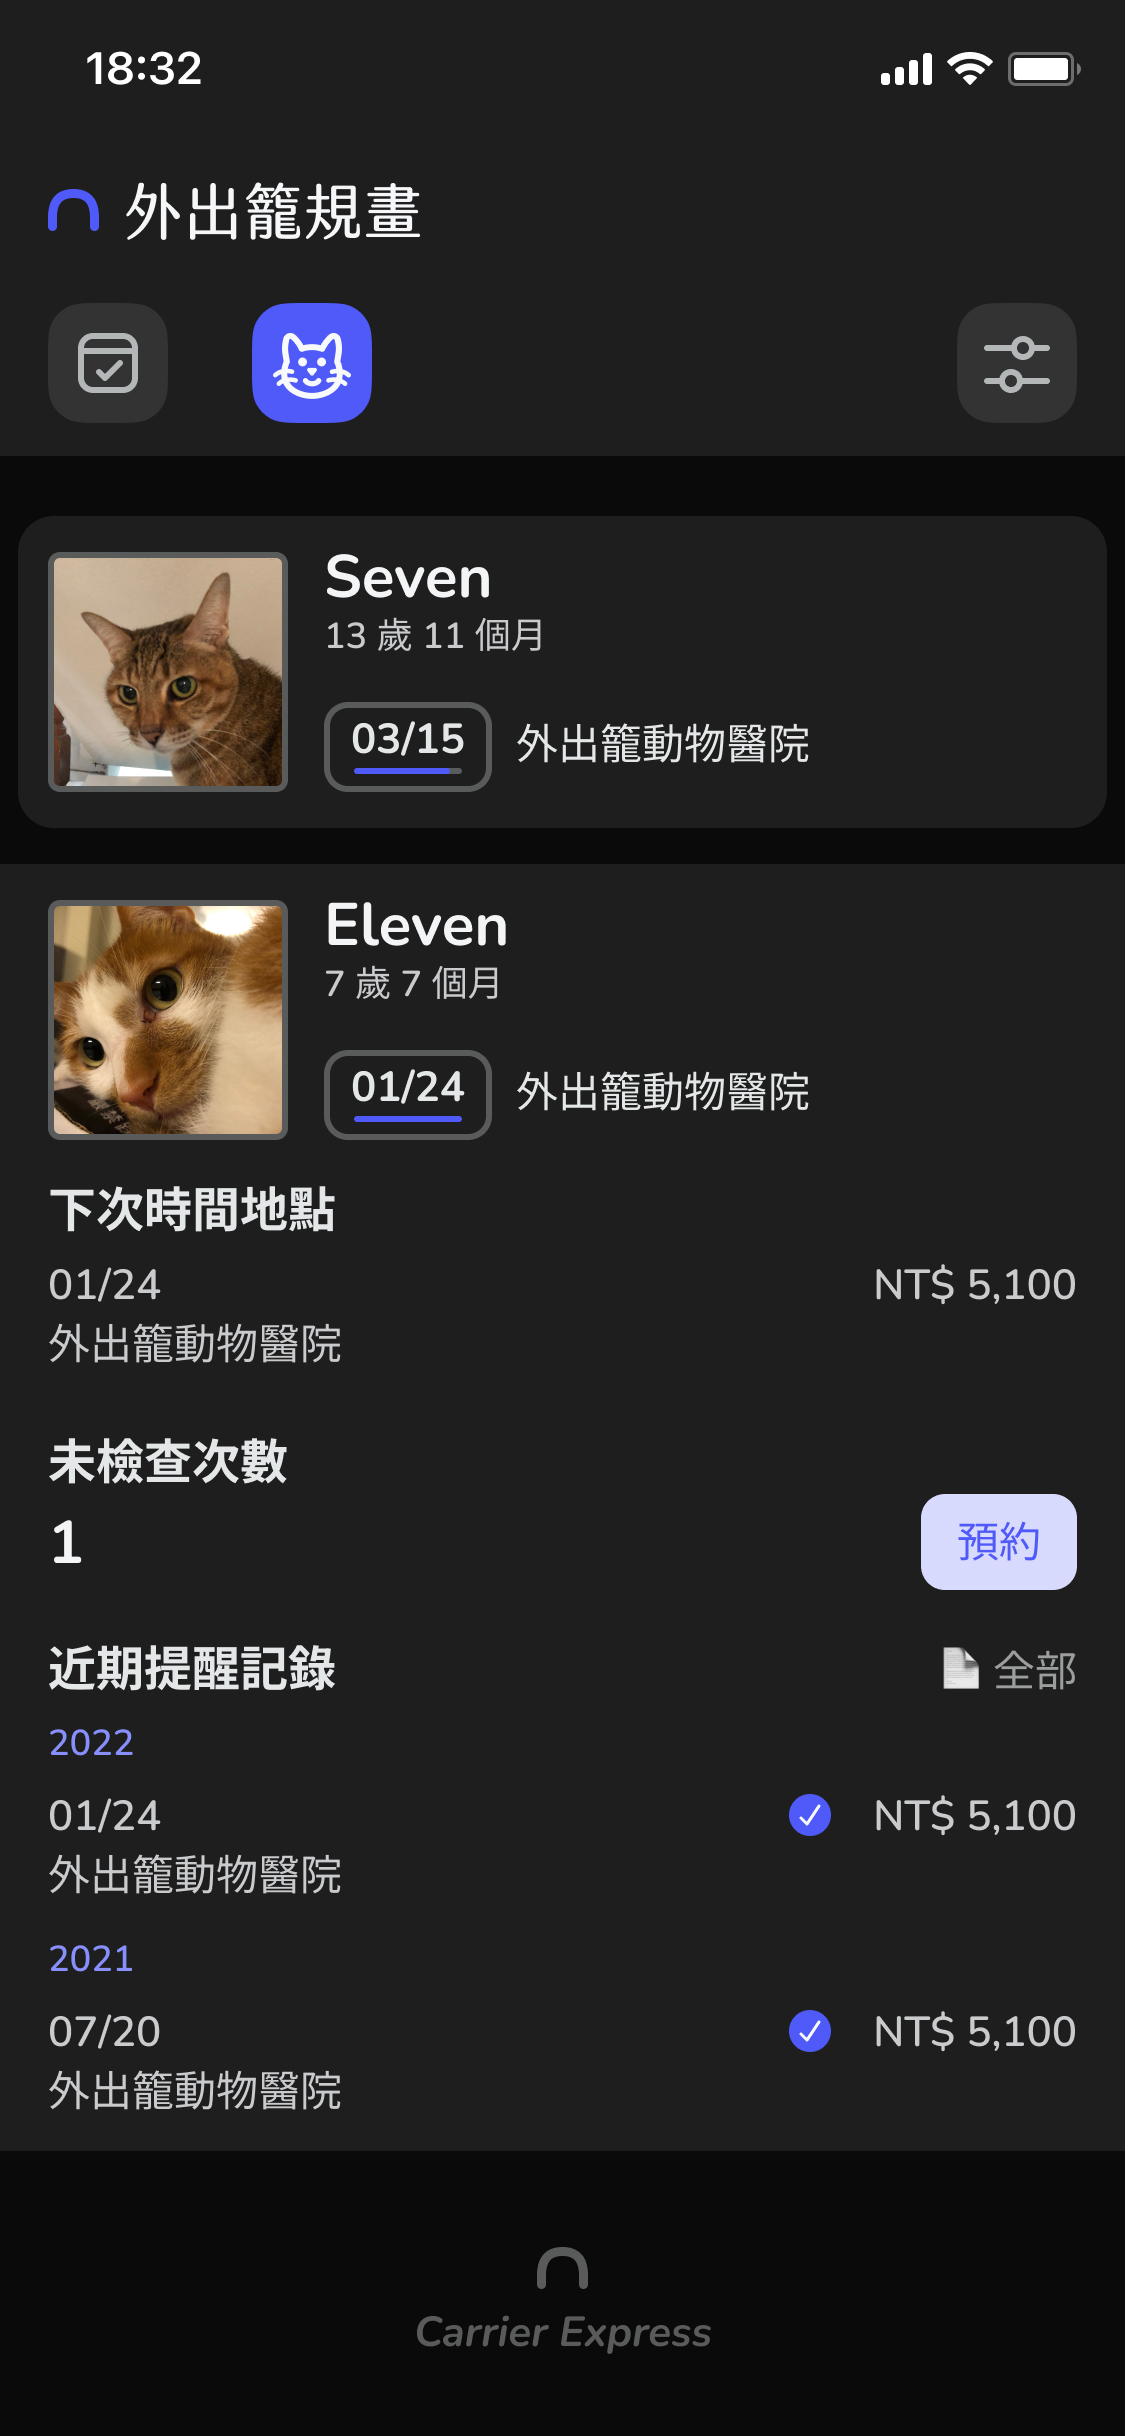 18:32
外出籠規畫
Seven
13 歲 11 個月
03/15 外出籠動物醫院
Eleven
7 歲 7 個月
01/24 外出籠動物醫院
下次時間地點
01/24 NT$ 5,100
外出籠動物醫院
未檢查次數
1 預約
近期提醒記錄 全部
2022
01/24 NT$ 5,100
外出籠動物醫院
2021
07/20 NT$ 5,100
外出籠動物醫院
Carrier Express